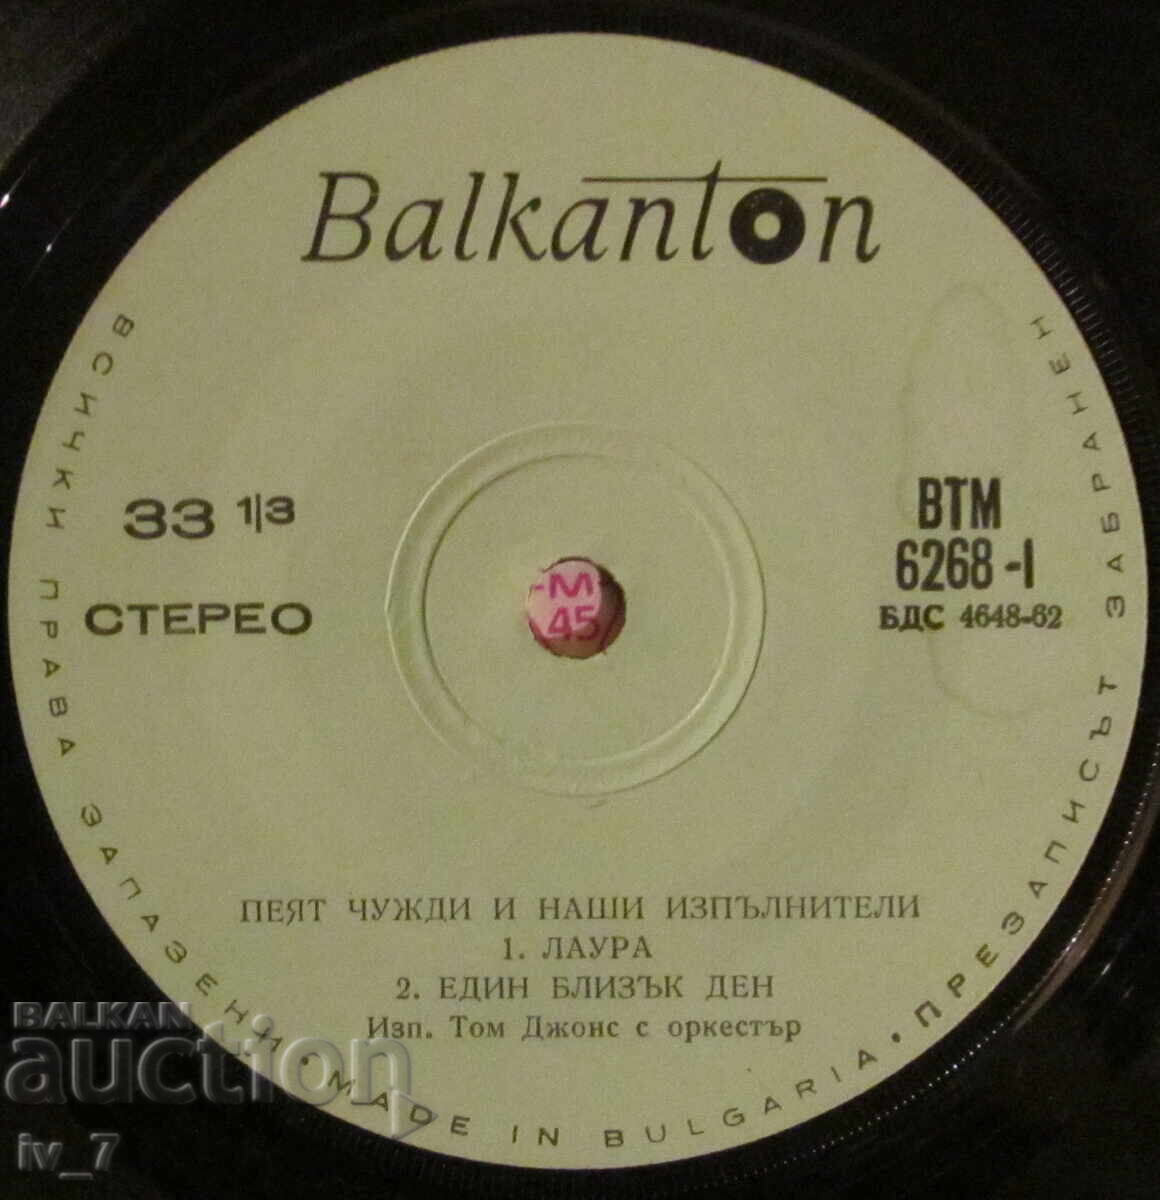 Balkanton
33 1/3
СТЕРЕО
ВТМ
6268-I
БДС 4648-62
-М
45
ПЕЯТ ЧУЖДИ И НАШИ ИЗПЪЛНИТЕЛИ
1. ЛАУРА
2. ЕДИН БЛИЗЪК ДЕН
Изп. Том Джонс с оркестър
ВСИЧКИ ПРАВА ЗАПАЗЕНИ • MADE IN BULGARIA • ПРЕЗАПИСЪТ ЗАБРАНЕН
BALKAN
auction
iv_7